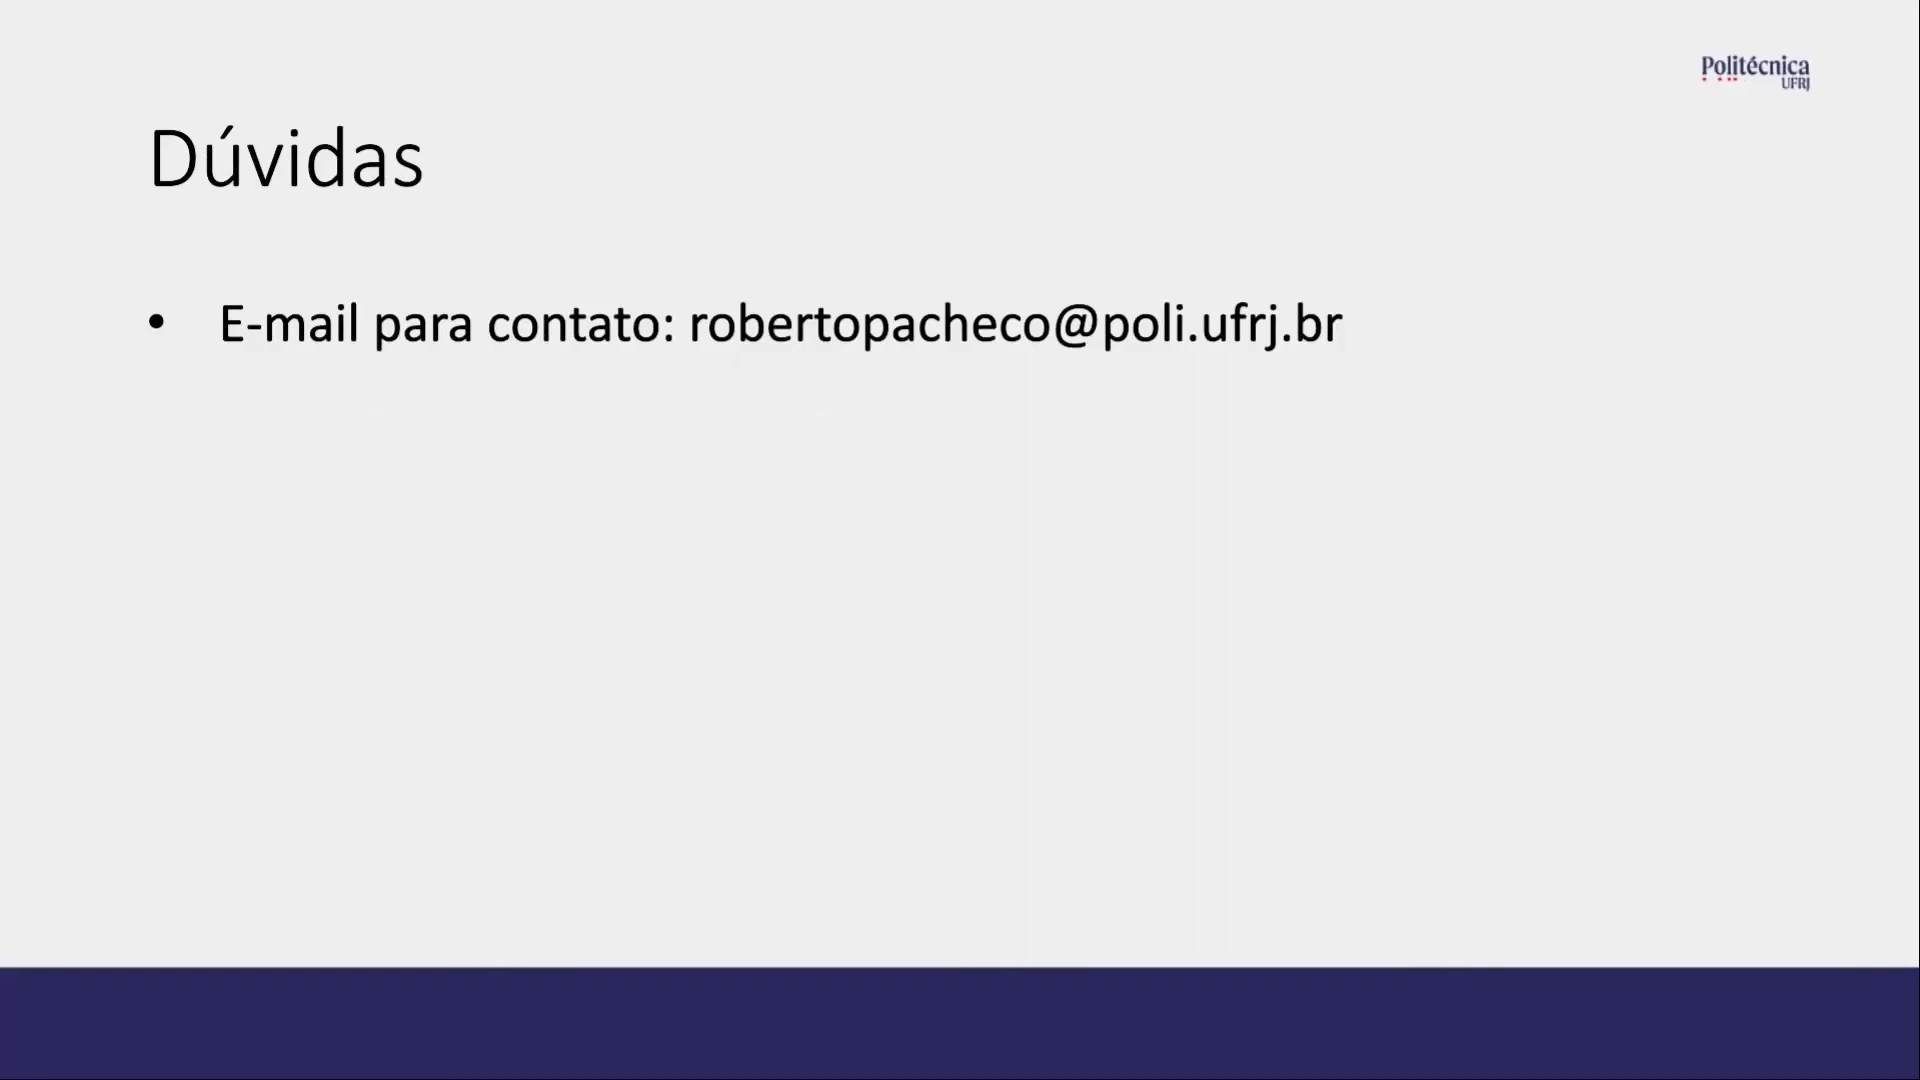 Politécnica
UFRJ
Dúvidas
• E-mail para contato: robertopacheco@poli.ufrj.br